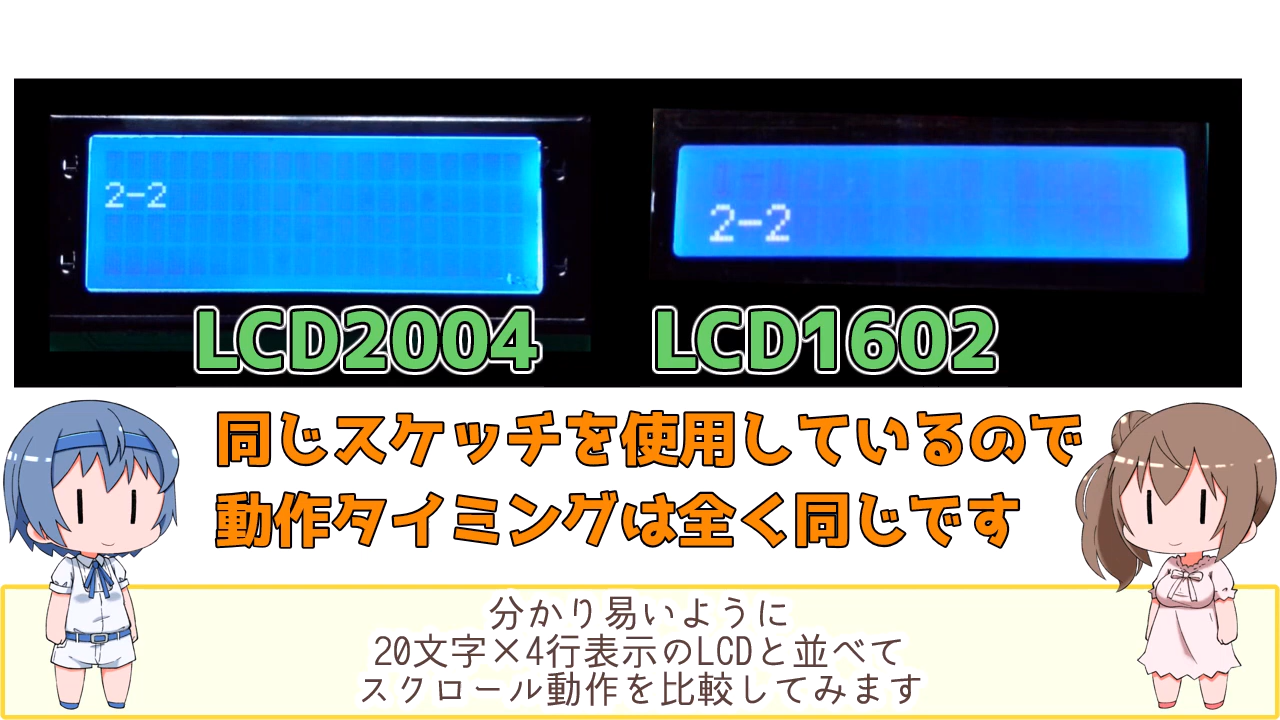 2-2
2-2
LCD2004
LCD1602
同じスケッチを使用しているので
動作タイミングは全く同じです
分かり易いように
20文字×4行表示のLCDと並べて
スクロール動作を比較してみます